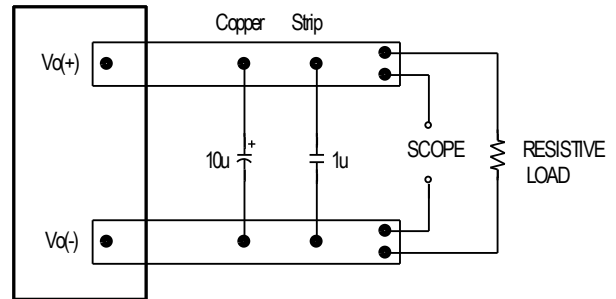 Copper Strip
Vo(+)
10u + 1u
SCOPE RESISTIVE
LOAD
Vo(-)